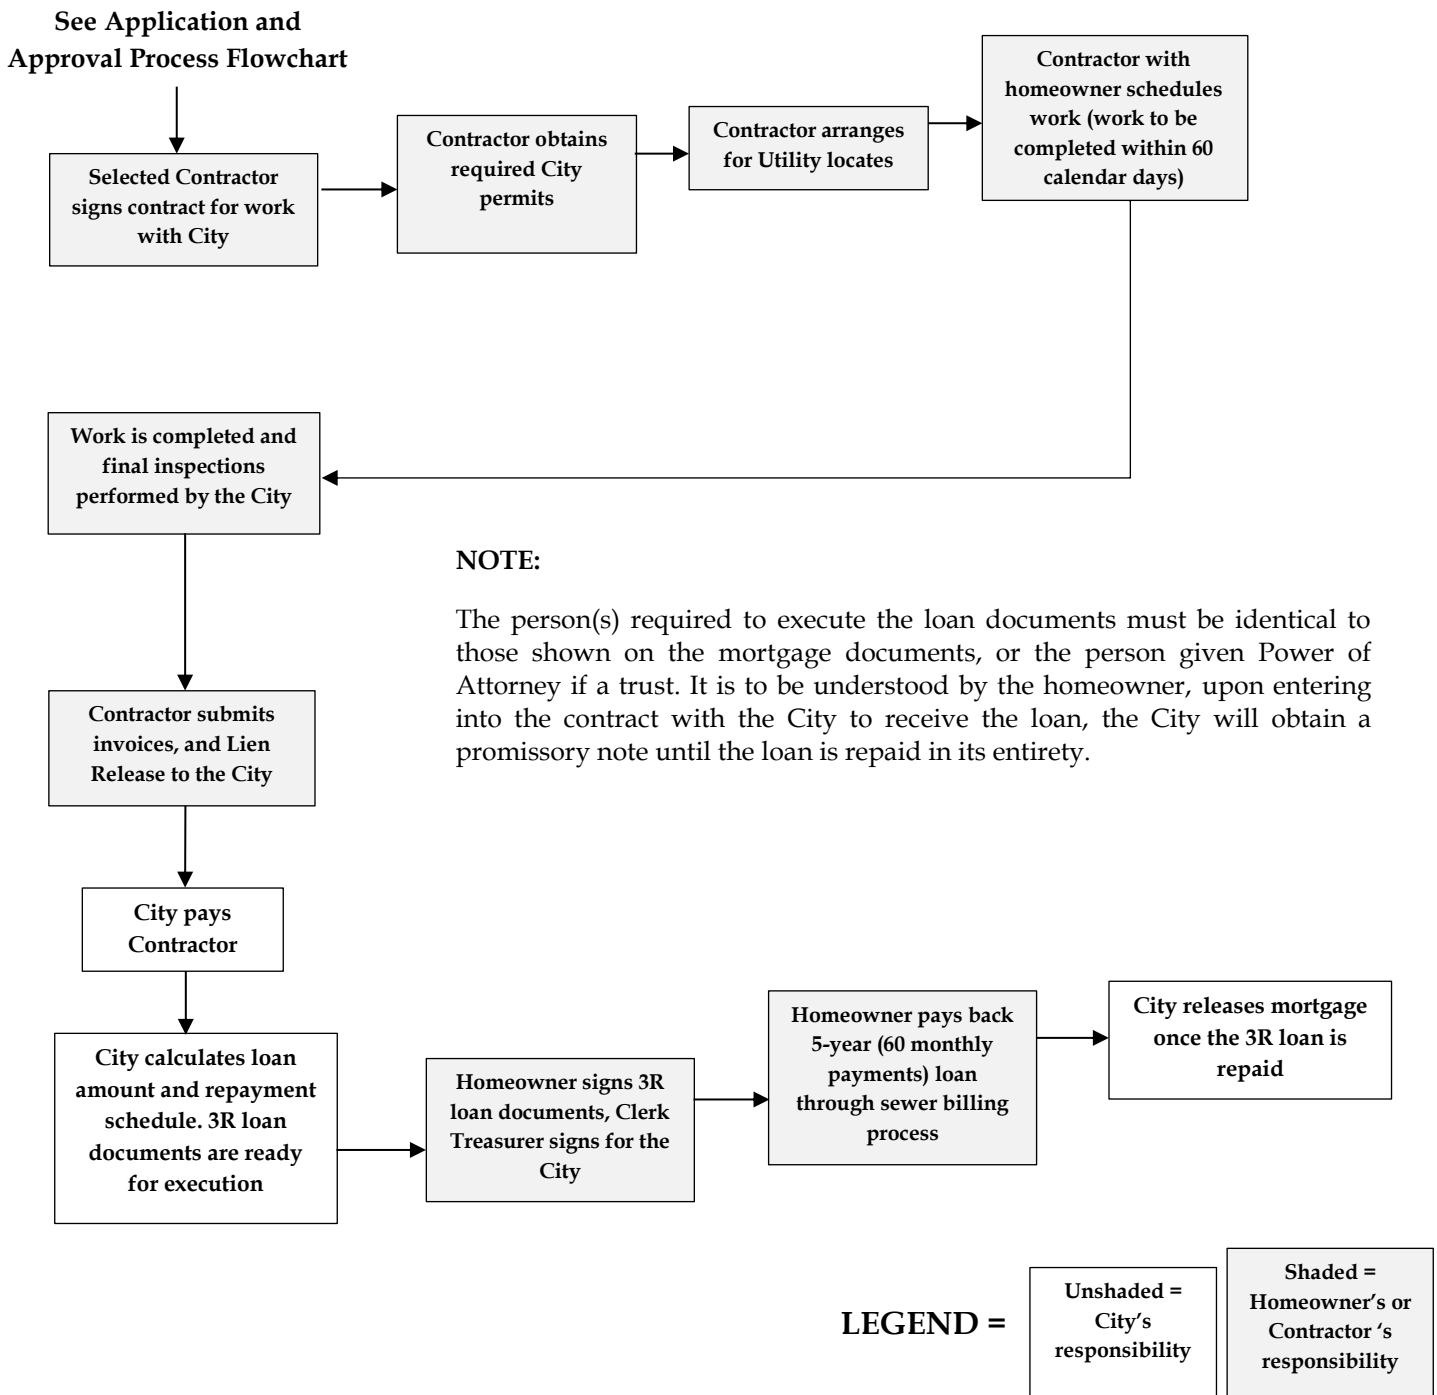 See Application and
Approval Process Flowchart
Selected Contractor
signs contract for work
with City
Contractor obtains
required City
permits
Contractor arranges
for Utility locates
Contractor with
homeowner schedules
work (work to be
completed within 60
calendar days)
Work is completed and
final inspections
performed by the City
NOTE:
The person(s) required to execute the loan documents must be identical to
those shown on the mortgage documents, or the person given Power of
Attorney if a trust. It is to be understood by the homeowner, upon entering
into the contract with the City to receive the loan, the City will obtain a
promissory note until the loan is repaid in its entirety.
Contractor submits
invoices, and Lien
Release to the City
City pays
Contractor
City calculates loan
amount and repayment
schedule. 3R loan
documents are ready
for execution
Homeowner signs 3R
loan documents, Clerk
Treasurer signs for the
City
Homeowner pays back
5-year (60 monthly
payments) loan
through sewer billing
process
City releases mortgage
once the 3R loan is
repaid
LEGEND =
Unshaded =
City’s
responsibility
Shaded =
Homeowner’s or
Contractor ‘s
responsibility